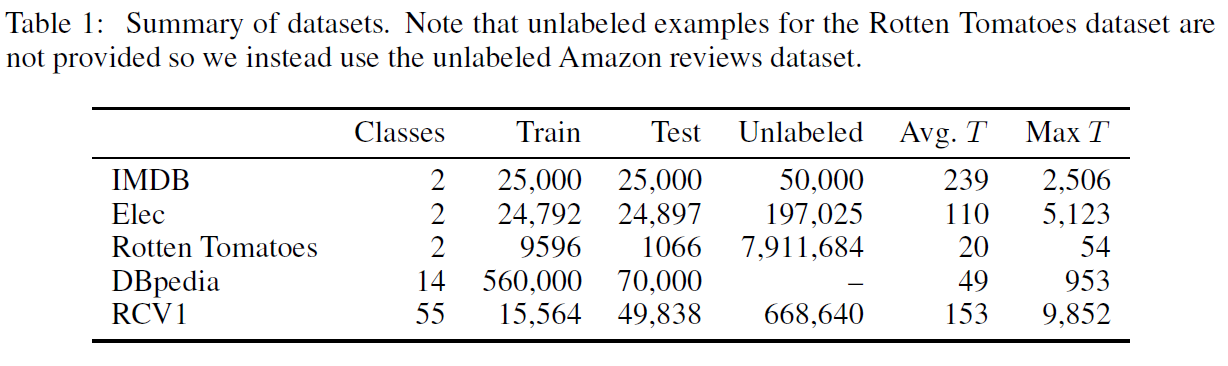 Table 1: Summary of datasets. Note that unlabeled examples for the Rotten Tomatoes dataset are
not provided so we instead use the unlabeled Amazon reviews dataset.
Classes Train Test Unlabeled Avg. T Max T
IMDB 2 25,000 25,000 50,000 239 2,506
Elec 2 24,792 24,897 197,025 110 5,123
Rotten Tomatoes 2 9596 1066 7,911,684 20 54
DBpedia 14 560,000 70,000 – 49 953
RCV1 55 15,564 49,838 668,640 153 9,852